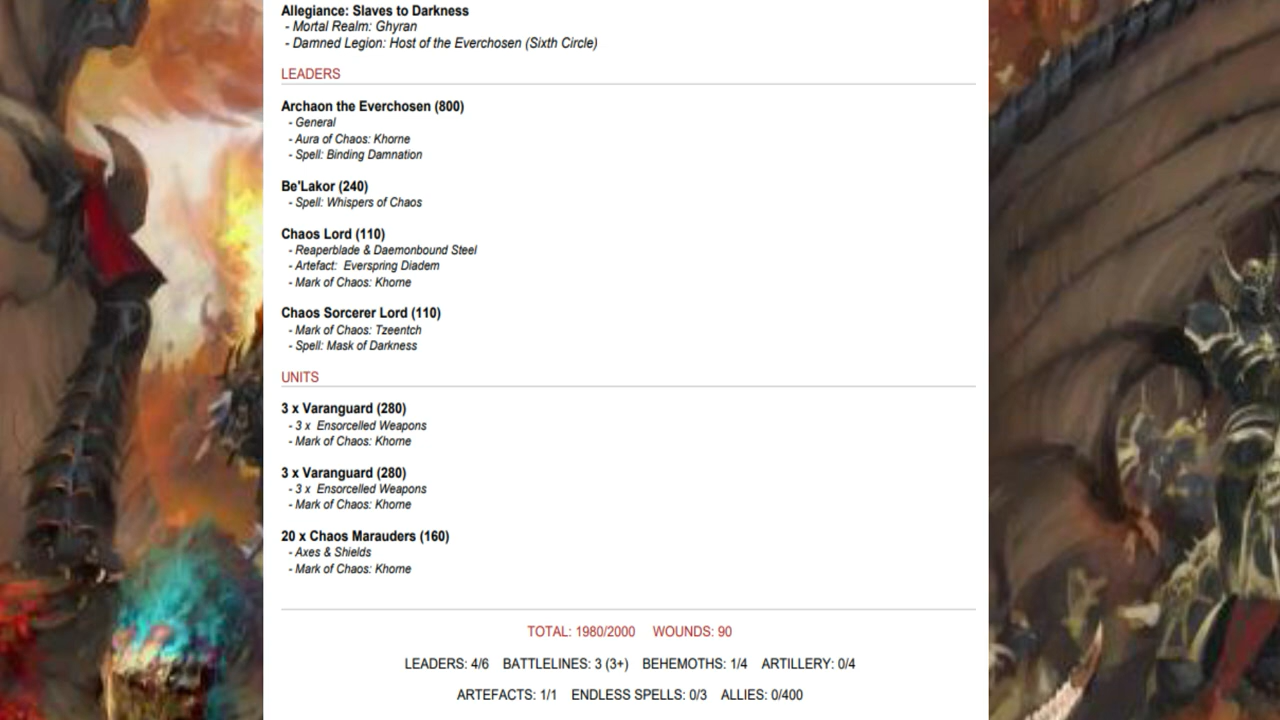 Allegiance: Slaves to Darkness
- Mortal Realm: Ghyran
- Damned Legion: Host of the Everchosen (Sixth Circle)
LEADERS
Archaon the Everchosen (800)
- General
- Aura of Chaos: Khorne
- Spell: Binding Damnation
Be'Lakor (240)
- Spell: Whispers of Chaos
Chaos Lord (110)
- Reaperblade & Daemonbound Steel
- Artefact: Everspring Diadem
- Mark of Chaos: Khorne
Chaos Sorcerer Lord (110)
- Mark of Chaos: Tzeentch
- Spell: Mask of Darkness
UNITS
3 x Varanguard (280)
- 3 x Ensorcelled Weapons
- Mark of Chaos: Khorne
3 x Varanguard (280)
- 3 x Ensorcelled Weapons
- Mark of Chaos: Khorne
20 x Chaos Marauders (160)
- Axes & Shields
- Mark of Chaos: Khorne
TOTAL: 1980/2000 WOUNDS: 90
LEADERS: 4/6 BATTLELINES: 3 (3+) BEHEMOTHS: 1/4 ARTILLERY: 0/4
ARTEFACTS: 1/1 ENDLESS SPELLS: 0/3 ALLIES: 0/400